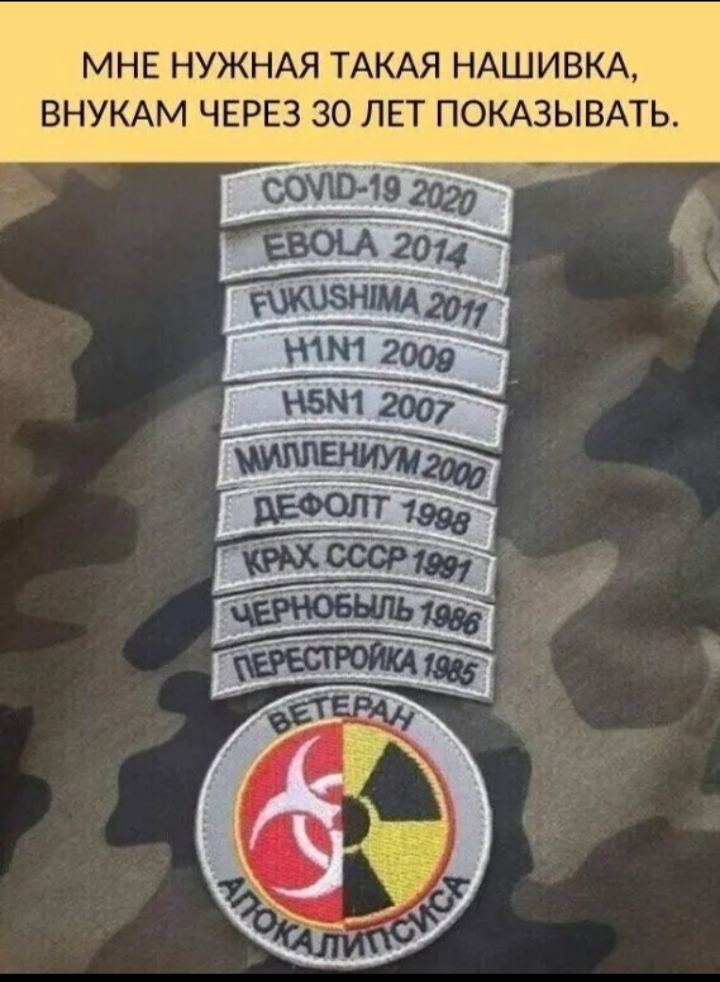 МНЕ НУЖНАЯ ТАКАЯ НАШИВКА,
ВНУКАМ ЧЕРЕЗ 30 ЛЕТ ПОКАЗЫВАТЬ.
COVID-19 2020
EBOLA 2014
FUKUSHIMA 2011
H1N1 2009
H5N1 2007
МИЛЛЕНИУМ 2000
ДЕФОЛТ 1998
КРАХ СССР 1991
ЧЕРНОБЫЛЬ 1986
ПЕРЕСТРОЙКА 1985
ВЕТЕРАН
АПОКАЛИПСИСА